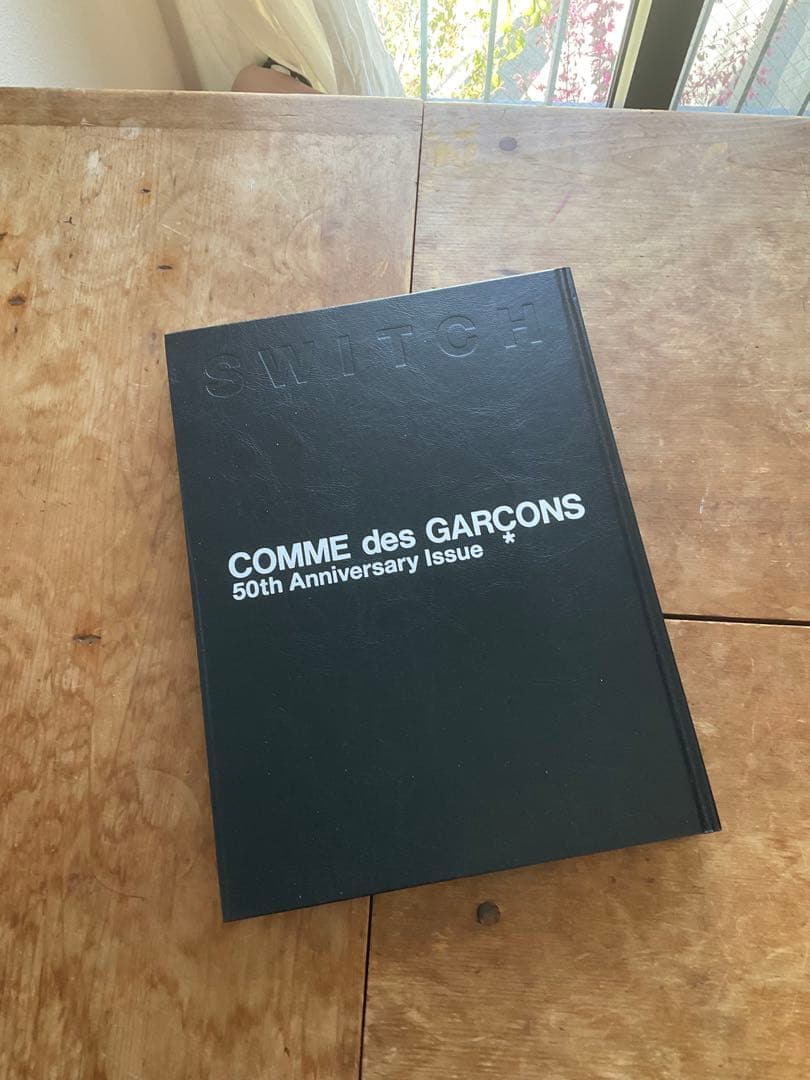 SWITCH
COMME des GARÇONS
50th Anniversary Issue *